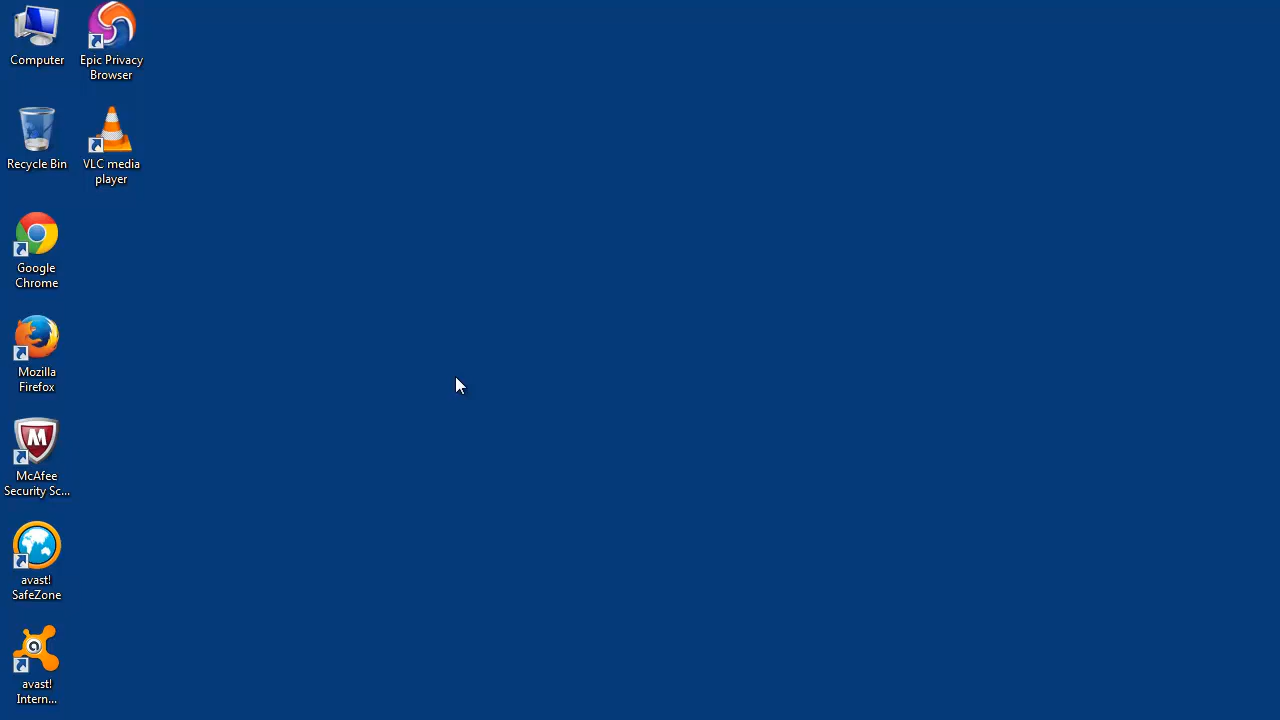 Computer
Epic Privacy
Browser
Recycle Bin
VLC media
player
Google
Chrome
Mozilla
Firefox
McAfee
Security Sc...
avast!
SafeZone
avast!
Intern...